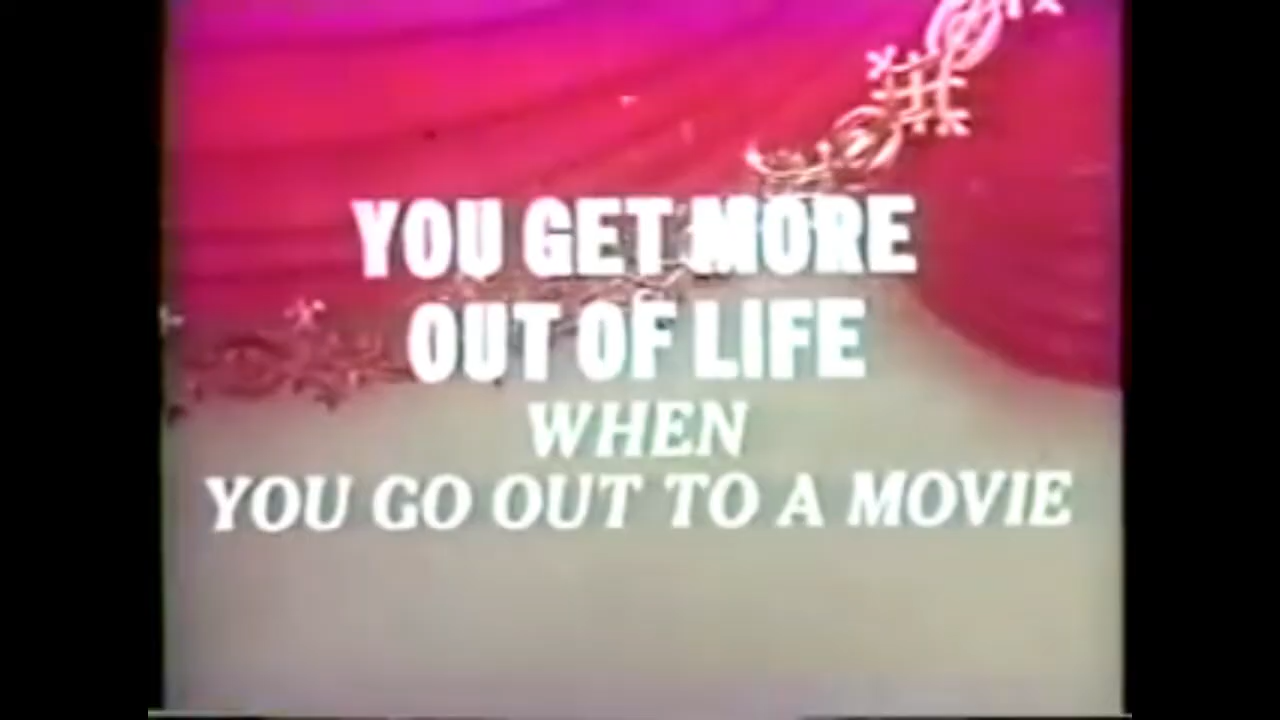 YOU GET MORE
OUT OF LIFE
WHEN
YOU GO OUT TO A MOVIE